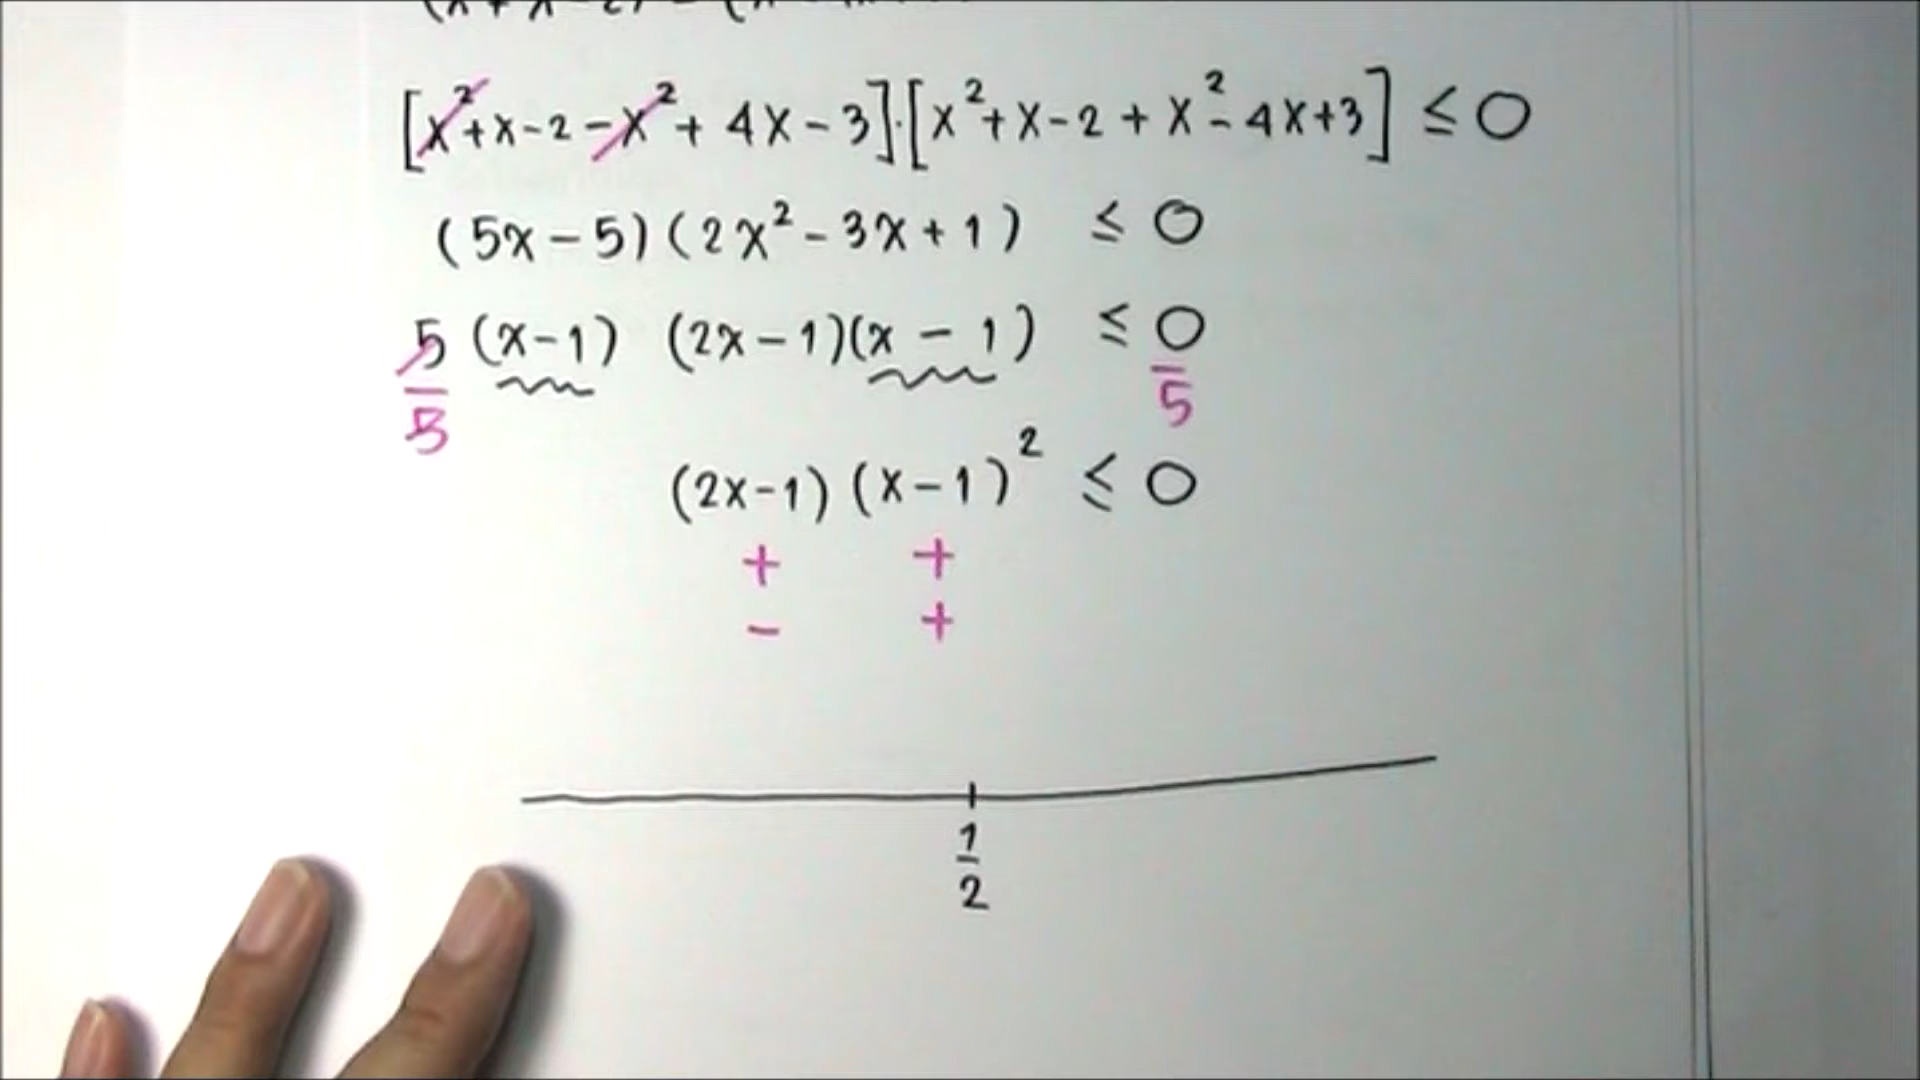 [x²+x-2-x²+4x-3]·[x²+x-2+x²-4x+3] ≤ 0
(5x-5)(2x²-3x+1) ≤ 0
5(x-1)(2x-1)(x-1) ≤ 0
5 5
(2x-1)(x-1)² ≤ 0
+ +
- +
1
2